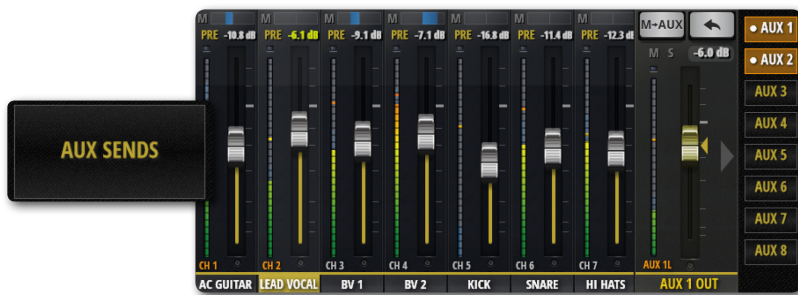 M M M M M M M M→AUX ● AUX 1
PRE -10.8 dB PRE -6.1 dB PRE -9.1 dB PRE -7.1 dB PRE -16.8 dB PRE -11.4 dB PRE -12.3 dB M S -6.0 dB
● AUX 2
AUX 3
AUX 4
AUX SENDS
AUX 5
AUX 6
AUX 7
AUX 8
CH 1 CH 2 CH 3 CH 4 CH 5 CH 6 CH 7 AUX 1L
AC GUITAR LEAD VOCAL BV 1 BV 2 KICK SNARE HI HATS AUX 1 OUT